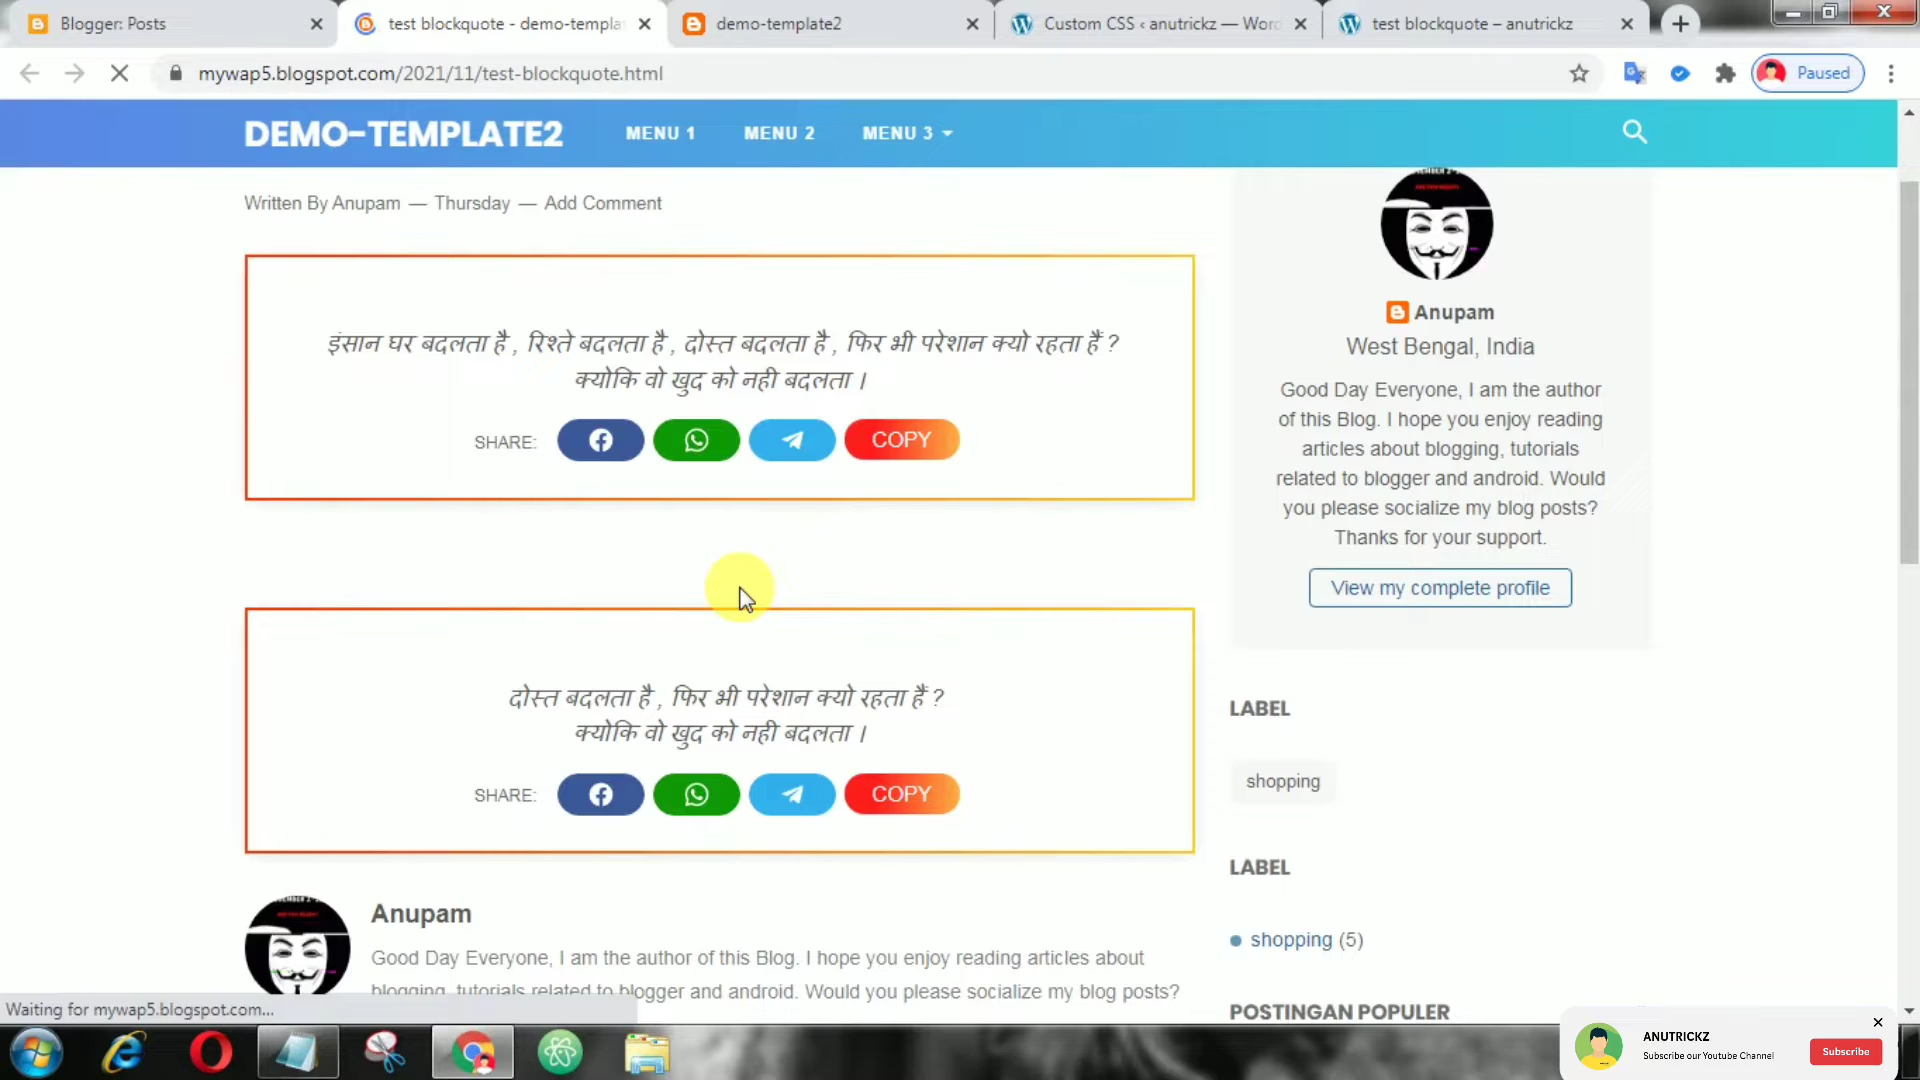 Blogger: Posts
test blockquote - demo-templa
demo-template2
Custom CSS ‹ anutrickz — Wor
test blockquote – anutrickz
mywap5.blogspot.com/2021/11/test-blockquote.html
Paused
DEMO-TEMPLATE2
MENU 1
MENU 2
MENU 3
Written By Anupam — Thursday — Add Comment
इंसान घर बदलता है , रिश्ते बदलता है , दोस्त बदलता है , फिर भी परेशान क्यो रहता हैं ?
क्योकि वो खुद को नही बदलता ।
SHARE:
COPY
दोस्त बदलता है , फिर भी परेशान क्यो रहता हैं ?
क्योकि वो खुद को नही बदलता ।
SHARE:
COPY
Anupam
Good Day Everyone, I am the author of this Blog. I hope you enjoy reading articles about
blogging, tutorials related to blogger and android. Would you please socialize my blog posts?
Anupam
West Bengal, India
Good Day Everyone, I am the author
of this Blog. I hope you enjoy reading
articles about blogging, tutorials
related to blogger and android. Would
you please socialize my blog posts?
Thanks for your support.
View my complete profile
LABEL
shopping
LABEL
shopping (5)
POSTINGAN POPULER
Waiting for mywap5.blogspot.com...
ANUTRICKZ
Subscribe our Youtube Channel
Subscribe